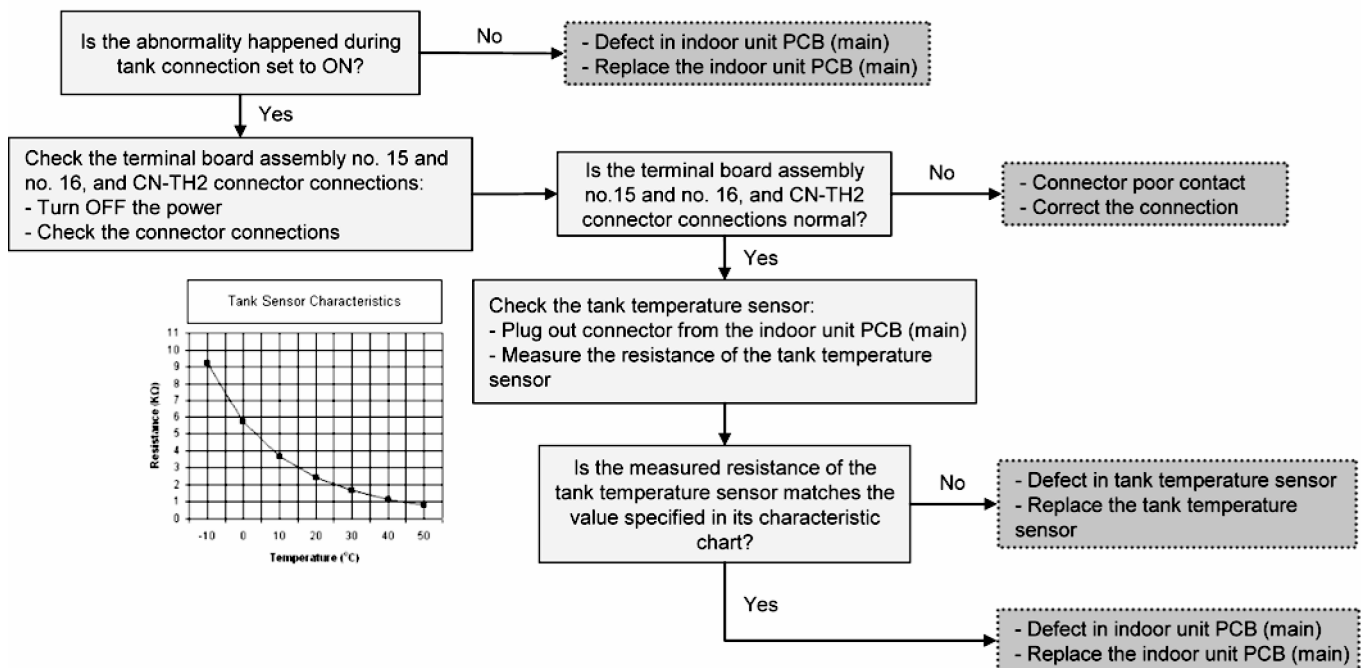 Is the abnormality happened during
tank connection set to ON?
No
- Defect in indoor unit PCB (main)
- Replace the indoor unit PCB (main)
Yes
Check the terminal board assembly no. 15 and
no. 16, and CN-TH2 connector connections:
- Turn OFF the power
- Check the connector connections
Is the terminal board assembly
no.15 and no. 16, and CN-TH2
connector connections normal?
No
- Connector poor contact
- Correct the connection
Yes
Check the tank temperature sensor:
- Plug out connector from the indoor unit PCB (main)
- Measure the resistance of the tank temperature
sensor
Tank Sensor Characteristics
Resistance (KΩ)
11
10
9
8
7
6
5
4
3
2
1
0
-10 0 10 20 30 40 50
Temperature (°C)
Is the measured resistance of the
tank temperature sensor matches the
value specified in its characteristic
chart?
No
- Defect in tank temperature sensor
- Replace the tank temperature
sensor
Yes
- Defect in indoor unit PCB (main)
- Replace the indoor unit PCB (main)